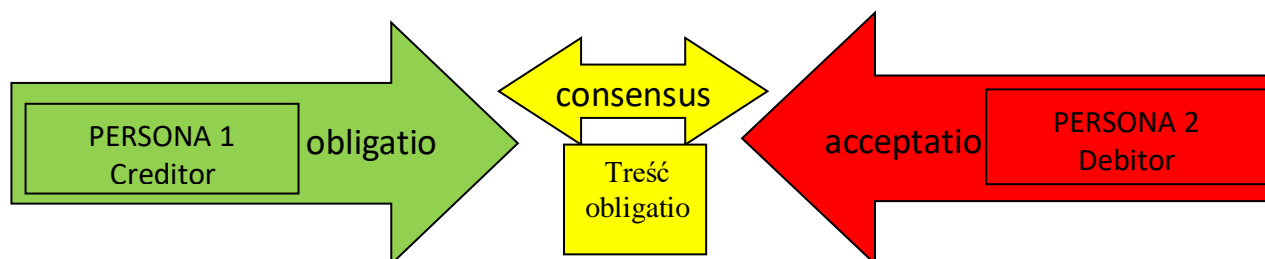 PERSONA 1
Creditor
obligatio
consensus
Treść
obligatio
acceptatio
PERSONA 2
Debitor